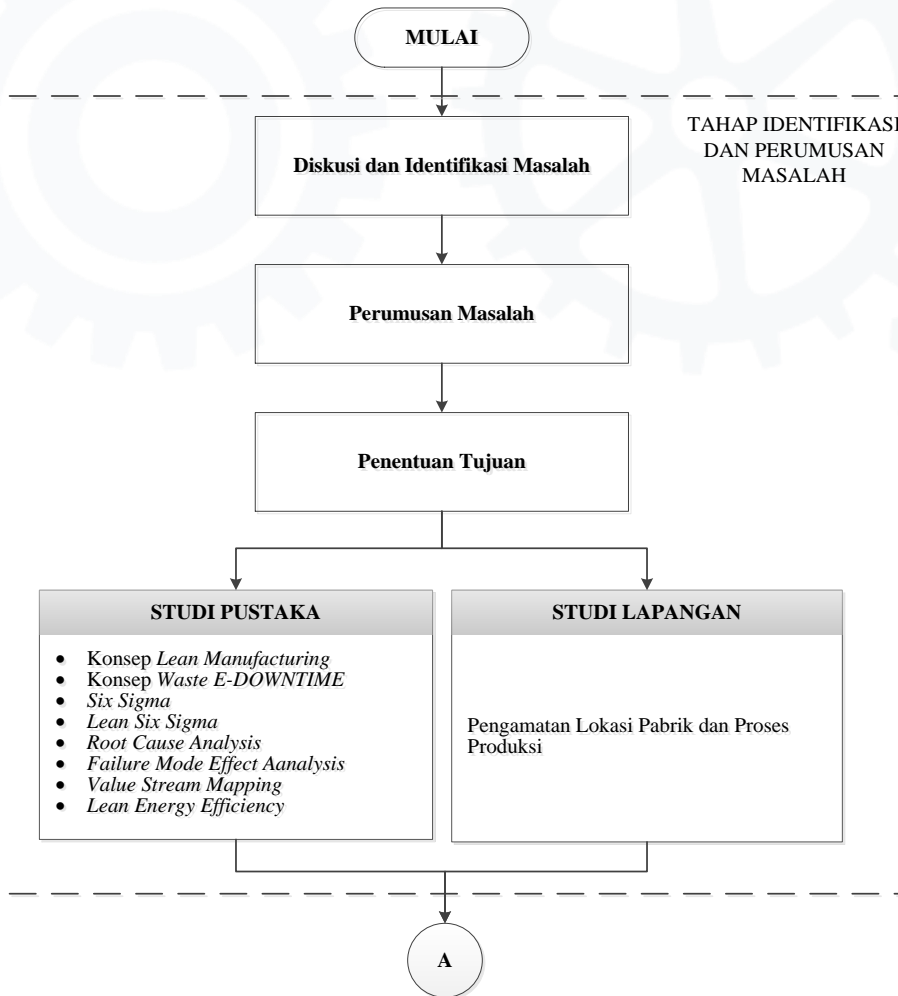 MULAI
TAHAP IDENTIFIKASI
DAN PERUMUSAN
MASALAH
Diskusi dan Identifikasi Masalah
Perumusan Masalah
Penentuan Tujuan
STUDI PUSTAKA
• Konsep Lean Manufacturing
• Konsep Waste E-DOWNTIME
• Six Sigma
• Lean Six Sigma
• Root Cause Analysis
• Failure Mode Effect Aanalysis
• Value Stream Mapping
• Lean Energy Efficiency
STUDI LAPANGAN
Pengamatan Lokasi Pabrik dan Proses
Produksi
A